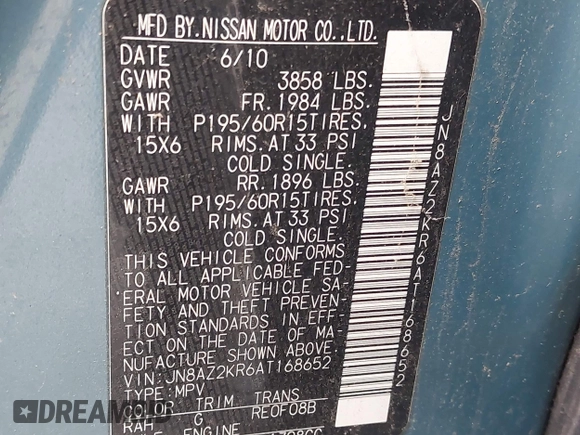 MFD BY.NISSAN MOTOR CO.,LTD.
DATE 6/10
GVWR 3858 LBS.
GAWR FR. 1984 LBS.
WITH P195/60R15TIRES.
15X6 RIMS. AT 33 PSI
COLD SINGLE.
GAWR RR. 1896 LBS.
WITH P195/60R15TIRES.
15X6 RIMS. AT 33 PSI
COLD SINGLE.
THIS VEHICLE CONFORMS
TO ALL APPLICABLE FED-
ERAL MOTOR VEHICLE SA-
FETY AND THEFT PREVEN-
TION STANDARDS IN EFF-
ECT ON THE DATE OF MA-
NUFACTURE SHOWN ABOVE.
VIN:JN8AZ2KR6AT168652
TYPE:MPV
TRIM TRANS
RAH G RE0F08B
ENGINE
JN8AZ2KR6AT168652
DREAM